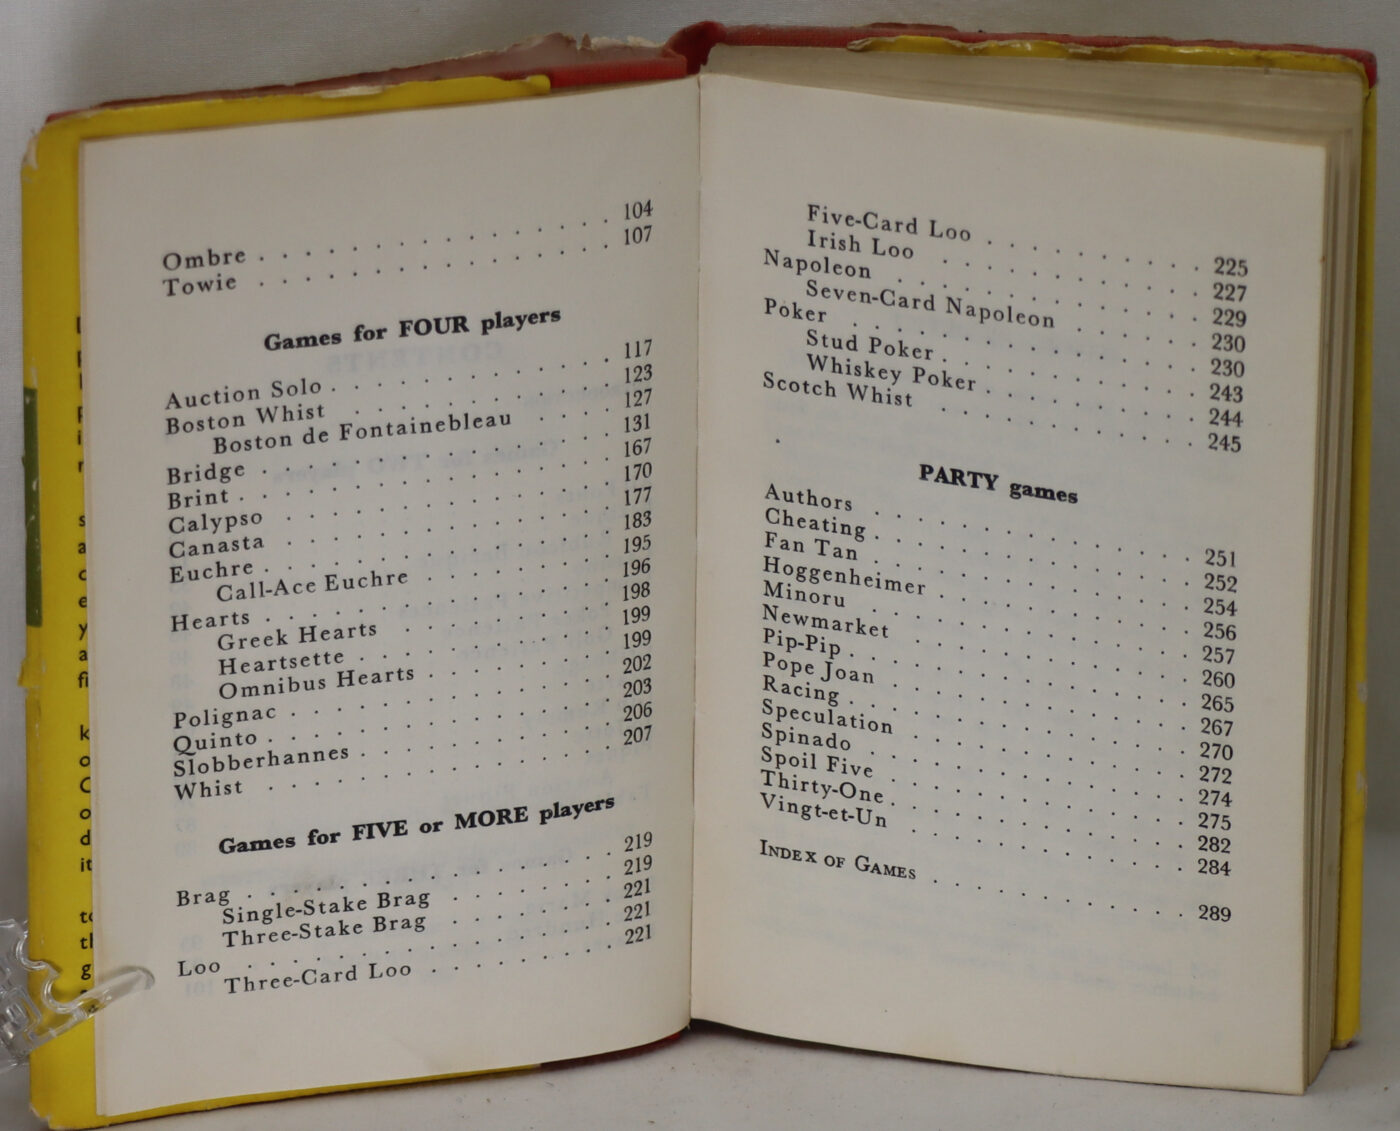 Ombre . . . . . . . . . . . . . 104
Towie . . . . . . . . . . . . . 107
Games for FOUR players
Auction Solo . . . . . . . . . . 117
Boston Whist . . . . . . . . . . 123
Boston de Fontainebleau . . . . 127
Bridge . . . . . . . . . . . . . 131
Brint . . . . . . . . . . . . . 167
Calypso . . . . . . . . . . . . 170
Canasta . . . . . . . . . . . . 177
Euchre . . . . . . . . . . . . . 183
Call-Ace Euchre . . . . . . . . 195
Hearts . . . . . . . . . . . . . 196
Greek Hearts . . . . . . . . . . 198
Heartsette . . . . . . . . . . . 199
Omnibus Hearts . . . . . . . . . 199
Polignac . . . . . . . . . . . . 202
Quinto . . . . . . . . . . . . . 203
Slobberhannes . . . . . . . . . 206
Whist . . . . . . . . . . . . . 207
Games for FIVE or MORE players
Brag . . . . . . . . . . . . . . 219
Single-Stake Brag . . . . . . . 219
Three-Stake Brag . . . . . . . . 221
Loo . . . . . . . . . . . . . . 221
Three-Card Loo . . . . . . . . . 221
Five-Card Loo . . . . . . . . . 225
Irish Loo . . . . . . . . . . . 227
Napoleon . . . . . . . . . . . . 229
Seven-Card Napoleon . . . . . . 230
Poker . . . . . . . . . . . . . 230
Stud Poker . . . . . . . . . . . 243
Whiskey Poker . . . . . . . . . 244
Scotch Whist . . . . . . . . . . 245
PARTY games
Authors . . . . . . . . . . . . 251
Cheating . . . . . . . . . . . . 252
Fan Tan . . . . . . . . . . . . 254
Hoggenheimer . . . . . . . . . . 256
Minoru . . . . . . . . . . . . . 257
Newmarket . . . . . . . . . . . 260
Pip-Pip . . . . . . . . . . . . 265
Pope Joan . . . . . . . . . . . 267
Racing . . . . . . . . . . . . . 270
Speculation . . . . . . . . . . 272
Spinado . . . . . . . . . . . . 274
Spoil Five . . . . . . . . . . . 275
Thirty-One . . . . . . . . . . . 282
Vingt-et-Un . . . . . . . . . . 284
INDEX OF GAMES . . . . . . . . . 289